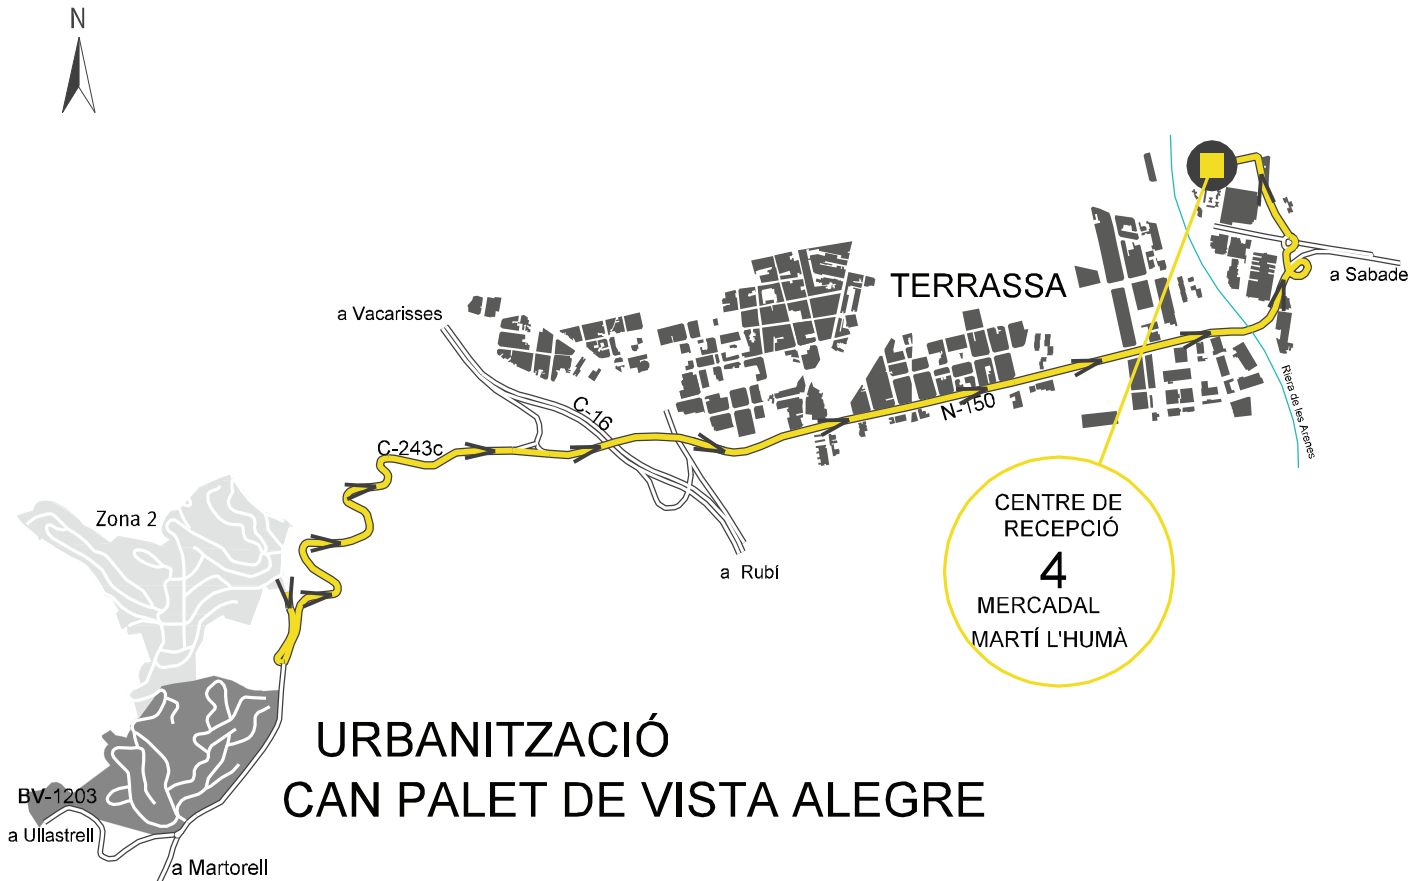 N
TERRASSA
a Sabade
a Vacarisses
Riera de les Arenes
C-16
N-150
C-243c
Zona 2
a Rubí
CENTRE DE
RECEPCIÓ
4
MERCADAL
MARTÍ L'HUMÀ
URBANITZACIÓ
CAN PALET DE VISTA ALEGRE
BV-1203
a Ullastrell
a Martorell